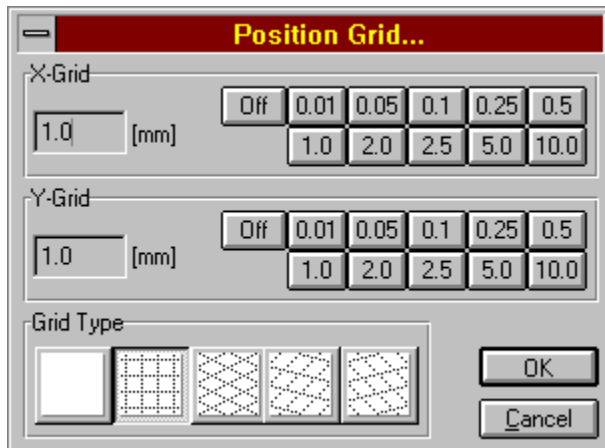 Position Grid...
X-Grid
Off 0.01 0.05 0.1 0.25 0.5
1.0 [mm] 1.0 2.0 2.5 5.0 10.0
Y-Grid
Off 0.01 0.05 0.1 0.25 0.5
1.0 [mm] 1.0 2.0 2.5 5.0 10.0
Grid Type
OK
Cancel